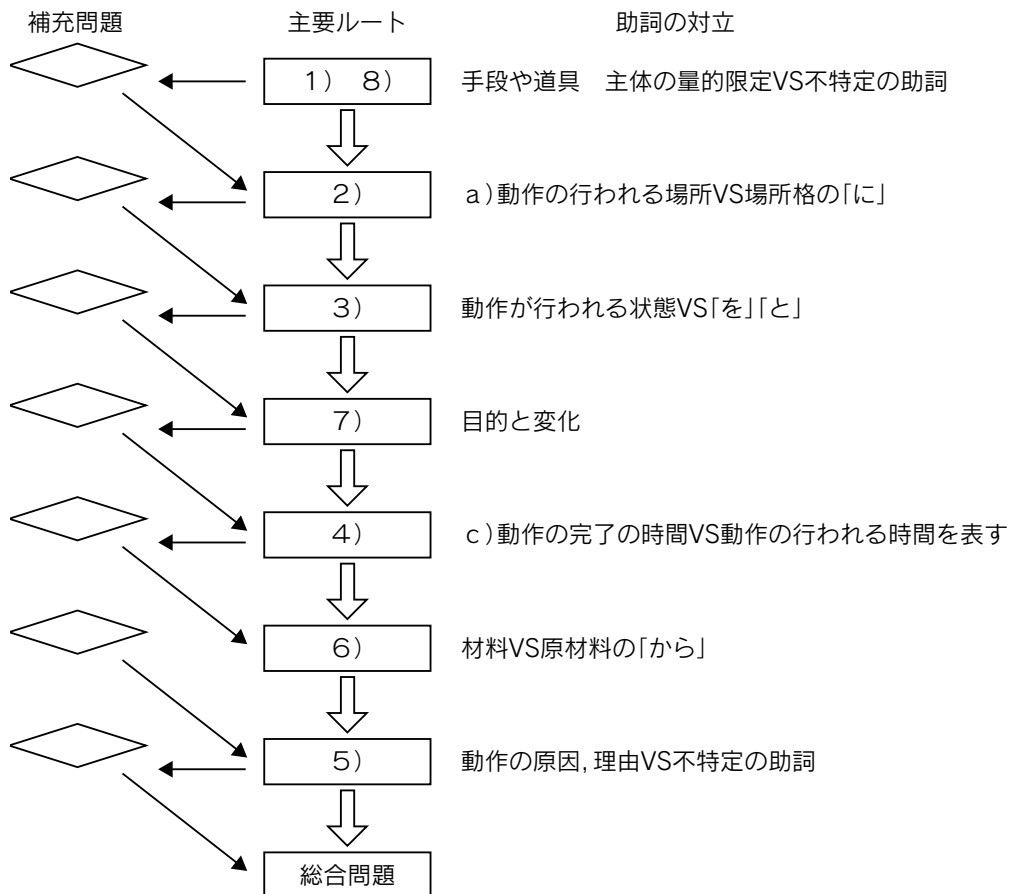 補充問題 主要ルート 助詞の対立
1） 8） 手段や道具　主体の量的限定VS不特定の助詞
2） a）動作の行われる場所VS場所格の「に」
3） 動作が行われる状態VS「を」「と」
7） 目的と変化
4） c）動作の完了の時間VS動作の行われる時間を表す
6） 材料VS原材料の「から」
5） 動作の原因，理由VS不特定の助詞
総合問題